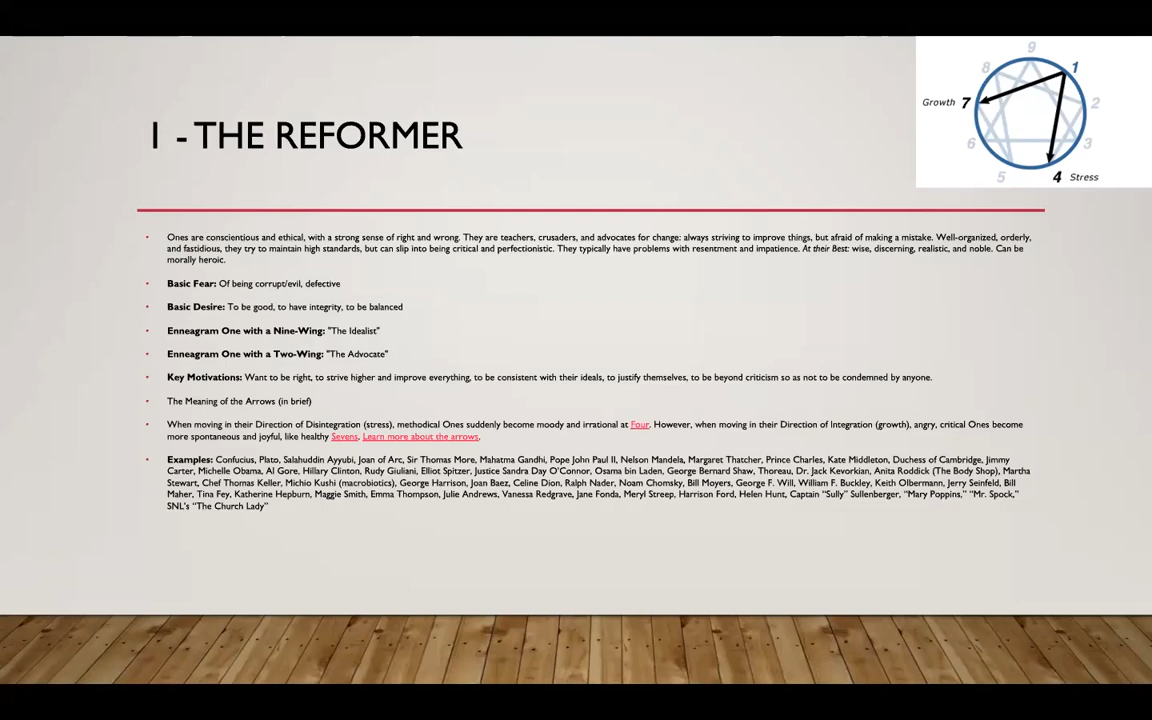 9
8
1
Growth 7
2
6
3
5
4 Stress
1 - THE REFORMER
• Ones are conscientious and ethical, with a strong sense of right and wrong. They are teachers, crusaders, and advocates for change: always striving to improve things, but afraid of making a mistake. Well-organized, orderly,
and fastidious, they try to maintain high standards, but can slip into being critical and perfectionistic. They typically have problems with resentment and impatience. At their Best: wise, discerning, realistic, and noble. Can be
morally heroic.
• Basic Fear: Of being corrupt/evil, defective
• Basic Desire: To be good, to have integrity, to be balanced
• Enneagram One with a Nine-Wing: "The Idealist"
• Enneagram One with a Two-Wing: "The Advocate"
• Key Motivations: Want to be right, to strive higher and improve everything, to be consistent with their ideals, to justify themselves, to be beyond criticism so as not to be condemned by anyone.
• The Meaning of the Arrows (in brief)
• When moving in their Direction of Disintegration (stress), methodical Ones suddenly become moody and irrational at Four. However, when moving in their Direction of Integration (growth), angry, critical Ones become
more spontaneous and joyful, like healthy Sevens. Learn more about the arrows.
• Examples: Confucius, Plato, Salahuddin Ayyubi, Joan of Arc, Sir Thomas More, Mahatma Gandhi, Pope John Paul II, Nelson Mandela, Margaret Thatcher, Prince Charles, Kate Middleton, Duchess of Cambridge, Jimmy
Carter, Michelle Obama, Al Gore, Hillary Clinton, Rudy Giuliani, Elliot Spitzer, Justice Sandra Day O’Connor, Osama bin Laden, George Bernard Shaw, Thoreau, Dr. Jack Kevorkian, Anita Roddick (The Body Shop), Martha
Stewart, Chef Thomas Keller, Michio Kushi (macrobiotics), George Harrison, Joan Baez, Celine Dion, Ralph Nader, Noam Chomsky, Bill Moyers, George F. Will, William F. Buckley, Keith Olbermann, Jerry Seinfeld, Bill
Maher, Tina Fey, Katherine Hepburn, Maggie Smith, Emma Thompson, Julie Andrews, Vanessa Redgrave, Jane Fonda, Meryl Streep, Harrison Ford, Helen Hunt, Captain “Sully” Sullenberger, “Mary Poppins,” “Mr. Spock,”
SNL’s “The Church Lady”